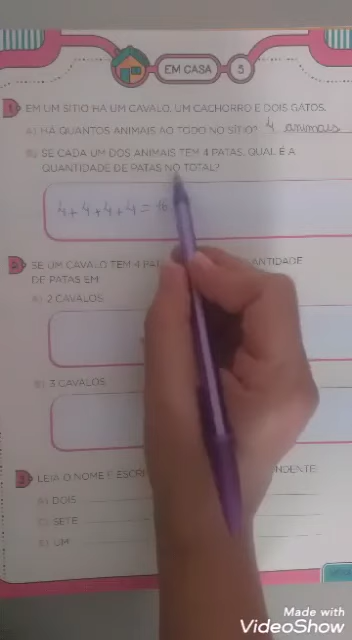 EM CASA 3
1 EM UM SÍTIO HÁ UM CAVALO, UM CACHORRO E DOIS GATOS.
A) HÁ QUANTOS ANIMAIS AO TODO NO SÍTIO? 4 animais
B) SE CADA UM DOS ANIMAIS TEM 4 PATAS, QUAL É A
QUANTIDADE DE PATAS NO TOTAL?
4+4+4+4=16
2 SE UM CAVALO TEM 4 ANTIDADE
DE PATAS EM
A) 2 CAVALOS
B) 3 CAVALOS
3 LEIA O NOME E
A) DOIS
C) SETE
E) UM
Made with
VideoShow